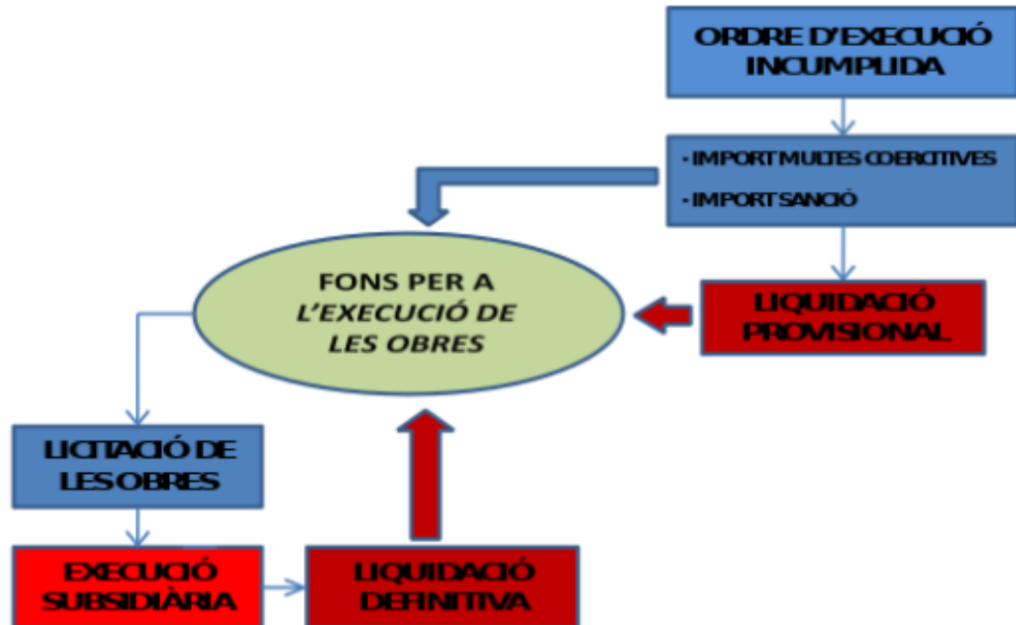 ORDRE D'EXECUCIÓ
INCUMPLIDA
- IMPORT MULTES COERCITIVES
- IMPORT SANCIÓ
FONS PER A
L'EXECUCIÓ DE
LES OBRES
LIQUIDACIÓ
PROVISIONAL
LICITACIÓ DE
LES OBRES
EXECUCIÓ
SUBSIDIÀRIA
LIQUIDACIÓ
DEFINITIVA